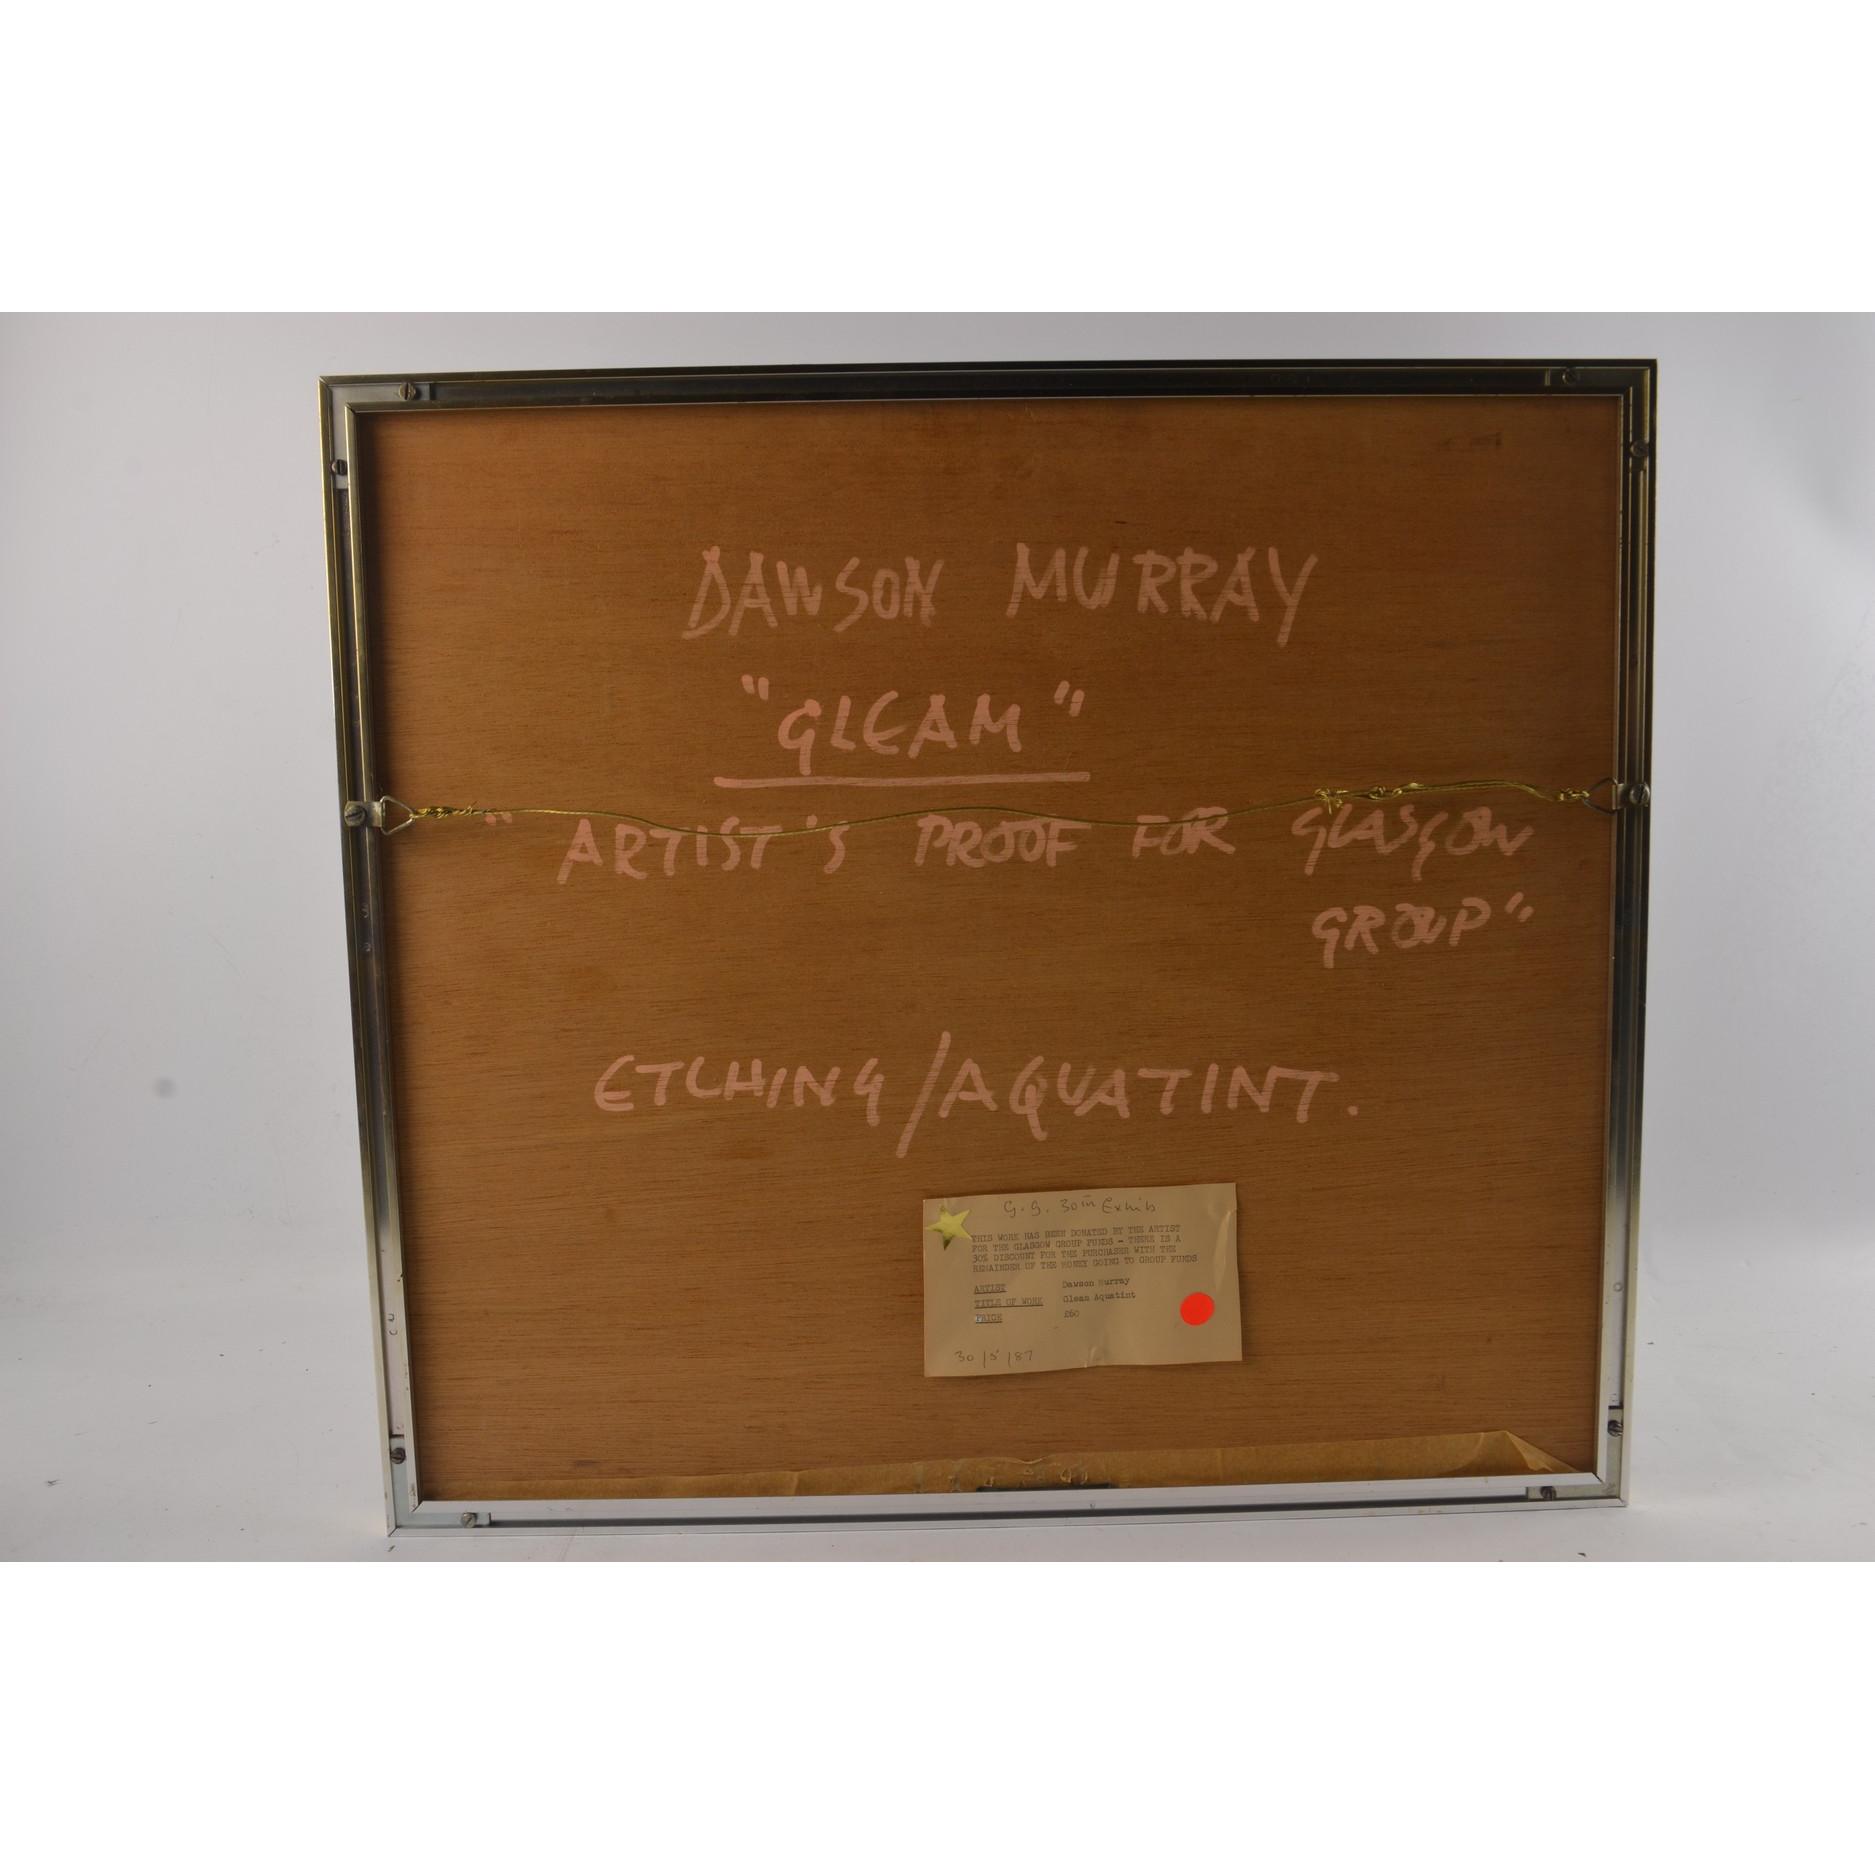 DAWSON MURRAY
"GLEAM"
"ARTIST'S PROOF FOR GLASGOW
GROUP"
ETCHING/AQUATINT.
G.G. 30th Exhib
THIS WORK HAS BEEN DONATED BY THE ARTIST
FOR THE GLASGOW GROUP FUNDS - THERE IS A
30% DISCOUNT FOR THE PURCHASER WITH THE
REMAINDER OF THE MONEY GOING TO GROUP FUNDS
ARTIST Dawson Murray
TITLE OF WORK Gleam Aquatint
PRICE £60
30/5/87